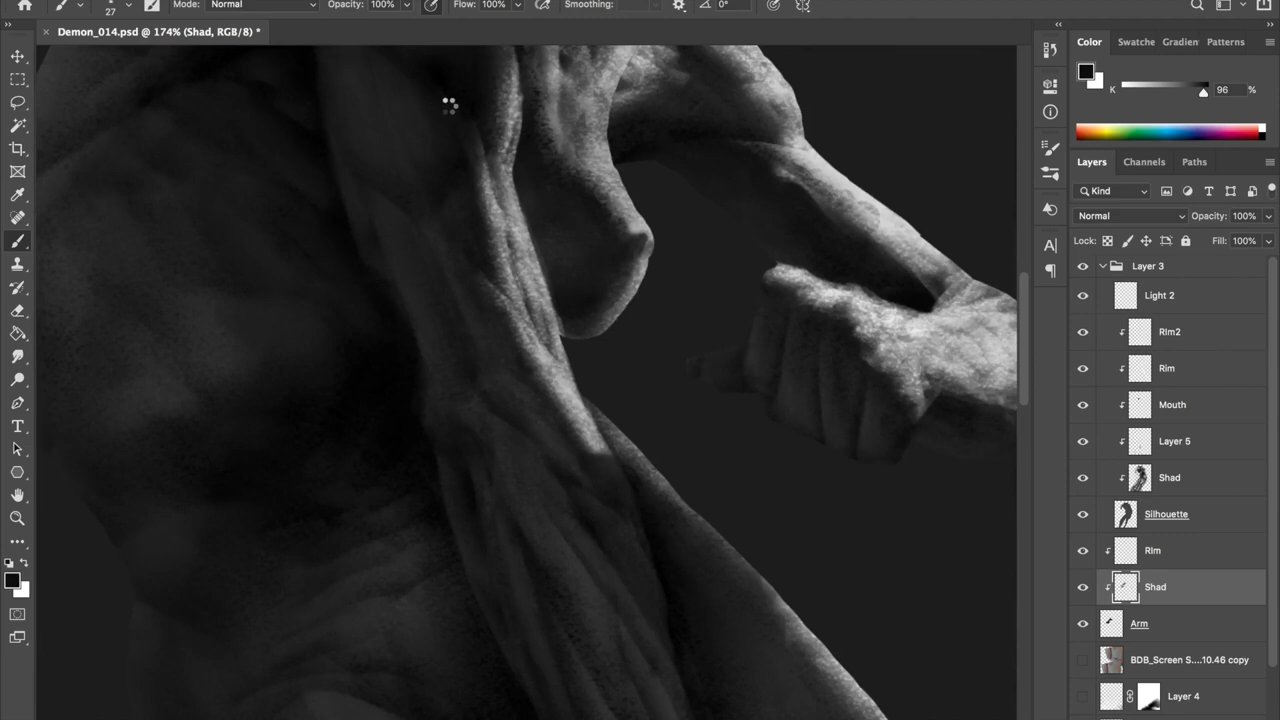 27
Mode: Normal Opacity: 100% Flow: 100% Smoothing: 0°
× Demon_014.psd @ 174% (Shad, RGB/8) *
Color Swatche Gradien Patterns
K 96 %
Layers Channels Paths
Kind
Normal Opacity: 100%
Lock: Fill: 100%
Layer 3
Light 2
RIm2
Rim
Mouth
Layer 5
Shad
Silhouette
RIm
Shad
Arm
BDB_Screen S....10.46 copy
Layer 4